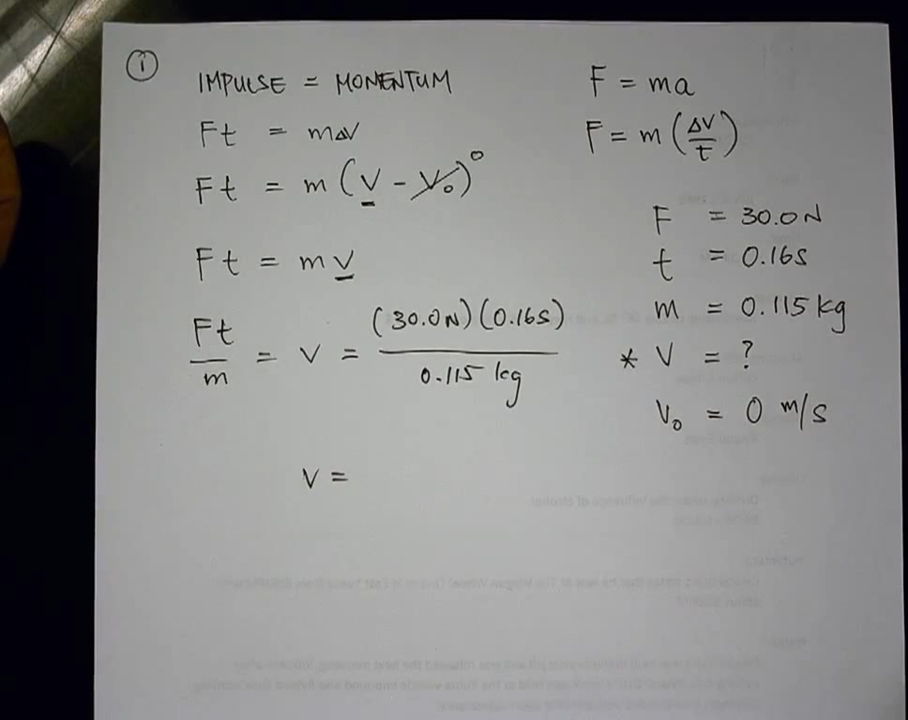 ①
IMPULSE = MOMENTUM
Ft = mΔV
Ft = m(V - V₀)⁰
Ft = mV
Ft/m = V = (30.0N)(0.16s)/0.115 kg
V =
F = ma
F = m(ΔV/t)
F = 30.0N
t = 0.16s
m = 0.115 kg
* V = ?
V₀ = 0 m/s